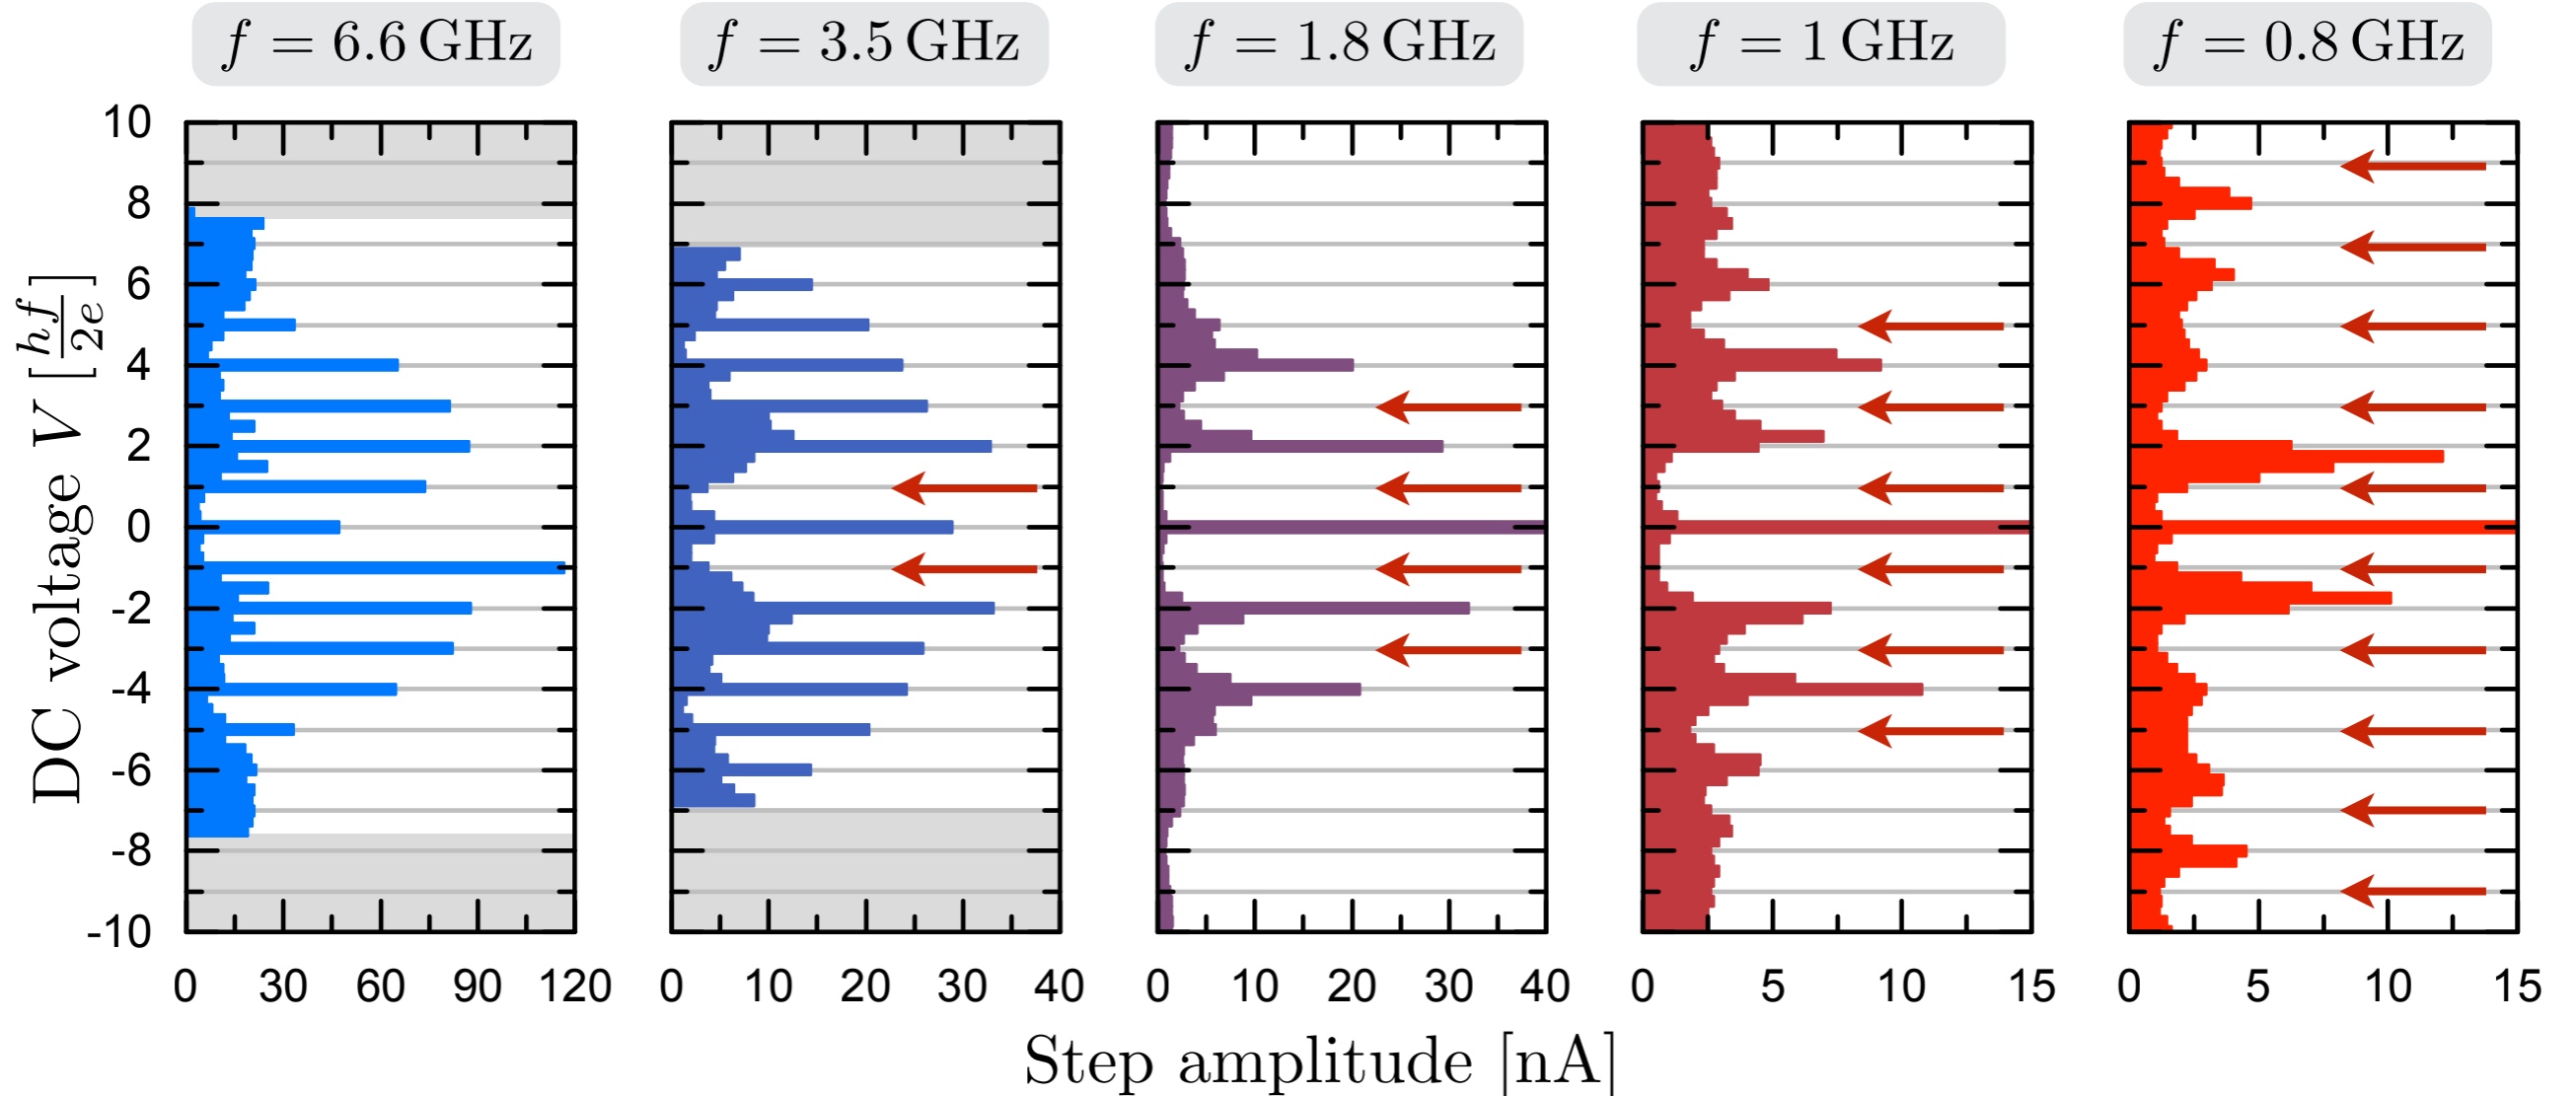 f = 6.6 GHz
f = 3.5 GHz
f = 1.8 GHz
f = 1 GHz
f = 0.8 GHz
DC voltage V [hf/2e]
10
8
6
4
2
0
-2
-4
-6
-8
-10
0 30 60 90 120
0 10 20 30 40
0 10 20 30 40
0 5 10 15
0 5 10 15
Step amplitude [nA]